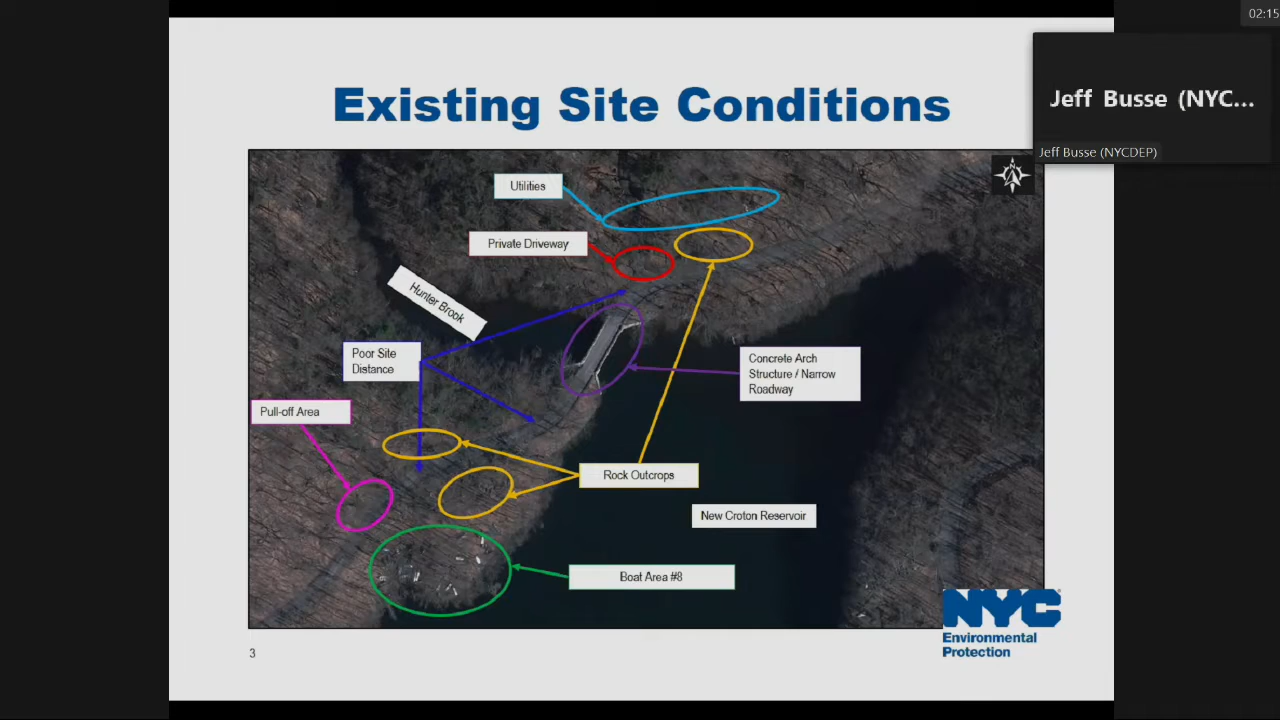 02:15
Jeff Busse (NYC...
Jeff Busse (NYCDEP)
Existing Site Conditions
Utilities
Private Driveway
Hunter Brook
Poor Site
Distance
Concrete Arch
Structure / Narrow
Roadway
Pull-off Area
Rock Outcrops
New Croton Reservoir
Boat Area #8
NYC
Environmental
Protection
3